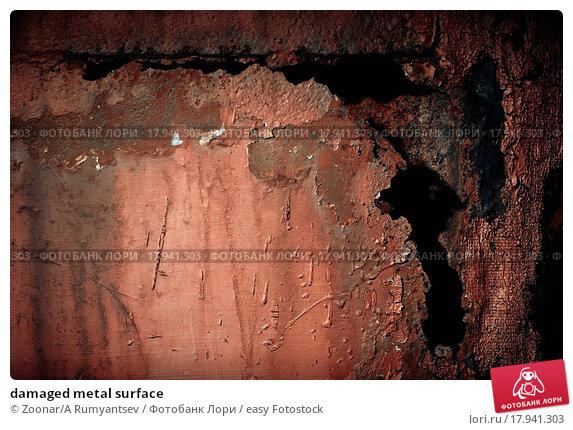 303 · ФОТОБАНК ЛОРИ · 17.941.303 · ФОТОБАНК ЛОРИ · 17.941.303 · ФОТОБАНК ЛОРИ · 17.941.303 · Ф
303 · ФОТОБАНК ЛОРИ · 17.941.303 · ФОТОБАНК ЛОРИ · 17.941.303 · ФОТОБАНК ЛОРИ · 17.941.303 · Ф
damaged metal surface
© Zoonar/A Rumyantsev / Фотобанк Лори / easy Fotostock
ФОТОБАНК ЛОРИ
lori.ru / 17.941.303